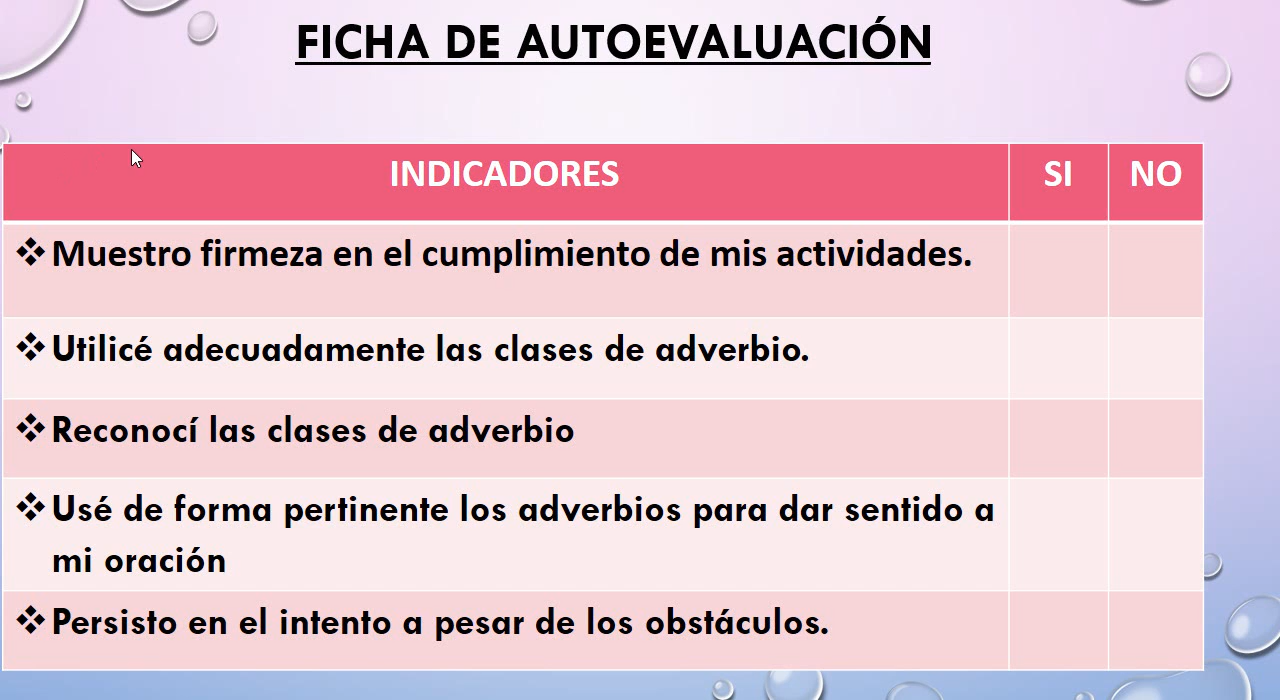 FICHA DE AUTOEVALUACIÓN
INDICADORES SI NO
❖Muestro firmeza en el cumplimiento de mis actividades.
❖Utilicé adecuadamente las clases de adverbio.
❖Reconocí las clases de adverbio
❖Usé de forma pertinente los adverbios para dar sentido a
mi oración
❖Persisto en el intento a pesar de los obstáculos.